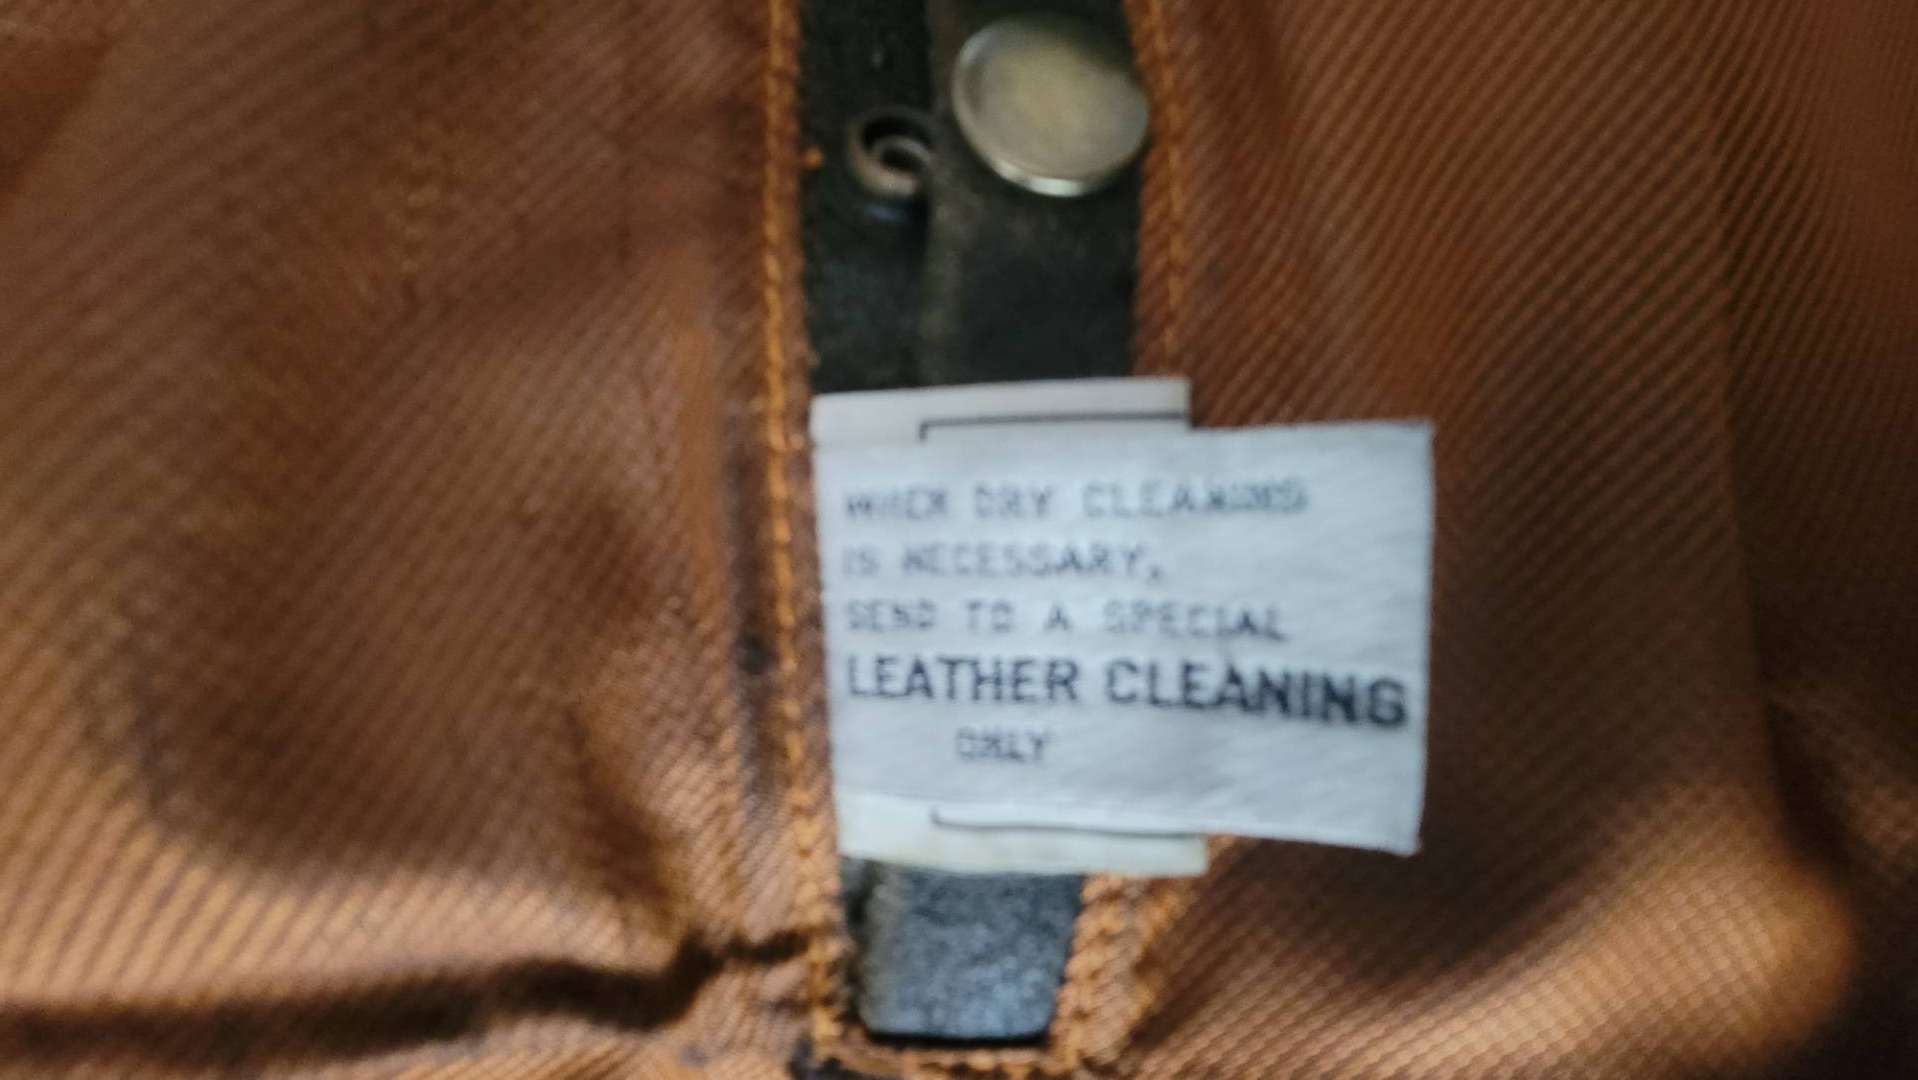 WHEN DRY CLEANING
IS NECESSARY,
SEND TO A SPECIAL
LEATHER CLEANING
ONLY